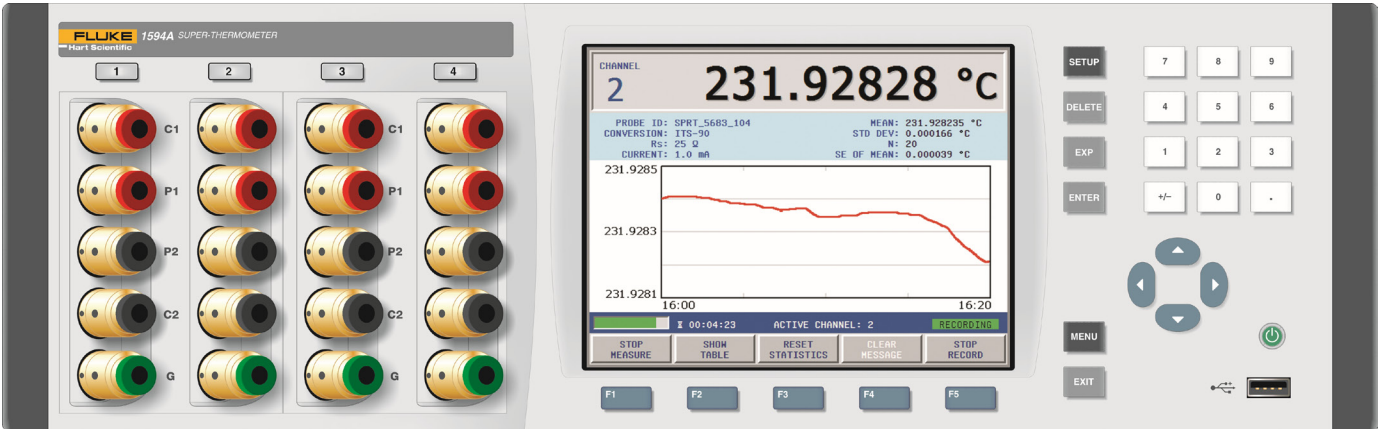 FLUKE 1594A SUPER-THERMOMETER
Hart Scientific
1 2 3 4
C1 C1
P1 P1
P2 P2
C2 C2
G G
CHANNEL
2 231.92828 °C
PROBE ID: SPRT_5683_104 MEAN: 231.928235 °C
CONVERSION: ITS-90 STD DEV: 0.000166 °C
Rs: 25 Ω N: 20
CURRENT: 1.0 mA SE OF MEAN: 0.000039 °C
231.9285
231.9283
231.9281
16:00 16:20
00:04:23 ACTIVE CHANNEL: 2 RECORDING
STOP MEASURE SHOW TABLE RESET STATISTICS CLEAR MESSAGE STOP RECORD
F1 F2 F3 F4 F5
SETUP 7 8 9
DELETE 4 5 6
EXP 1 2 3
ENTER +/− 0 .
MENU
EXIT